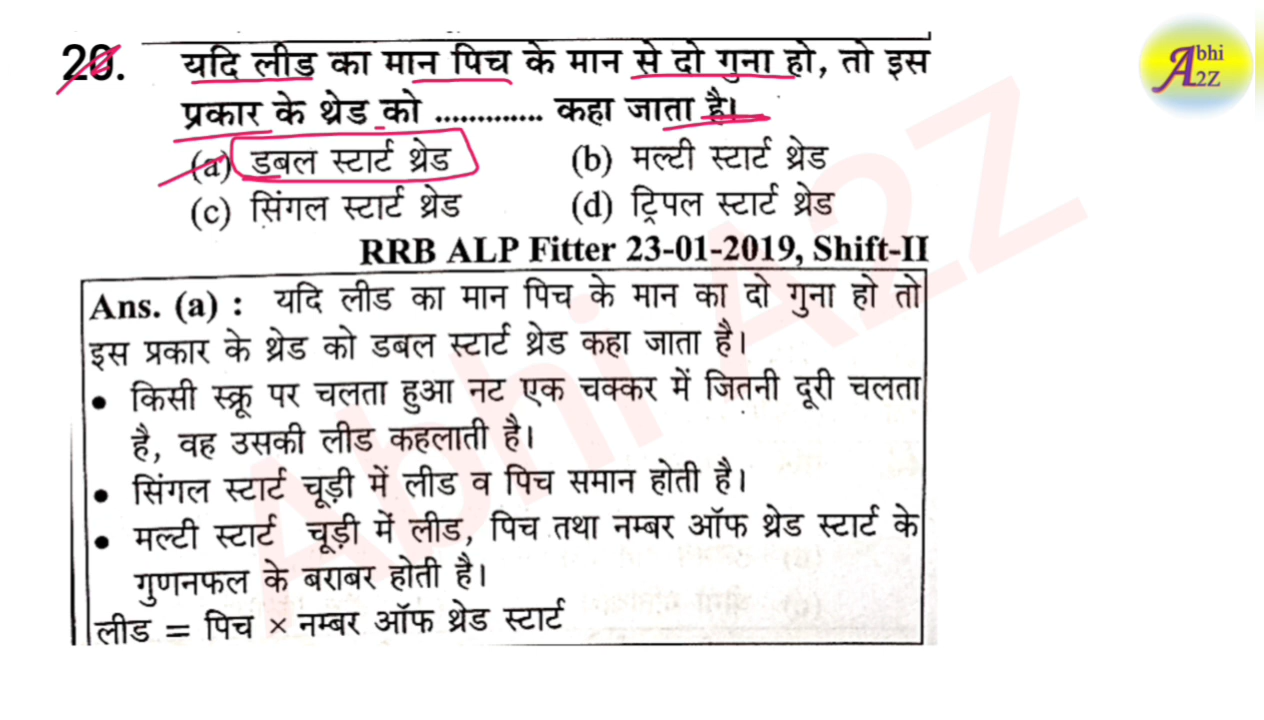 20. यदि लीड का मान पिच के मान से दो गुना हो, तो इस
प्रकार के थ्रेड को .............. कहा जाता है।
(a) डबल स्टार्ट थ्रेड (b) मल्टी स्टार्ट थ्रेड
(c) सिंगल स्टार्ट थ्रेड (d) ट्रिपल स्टार्ट थ्रेड
RRB ALP Fitter 23-01-2019, Shift-II
Ans. (a) : यदि लीड का मान पिच के मान का दो गुना हो तो
इस प्रकार के थ्रेड को डबल स्टार्ट थ्रेड कहा जाता है।
• किसी स्क्रू पर चलता हुआ नट एक चक्कर में जितनी दूरी चलता
है, वह उसकी लीड कहलाती है।
• सिंगल स्टार्ट चूड़ी में लीड व पिच समान होती है।
• मल्टी स्टार्ट चूड़ी में लीड, पिच तथा नम्बर ऑफ थ्रेड स्टार्ट के
गुणनफल के बराबर होती है।
लीड = पिच × नम्बर ऑफ थ्रेड स्टार्ट
Abhi A2Z
Abhi
A2Z